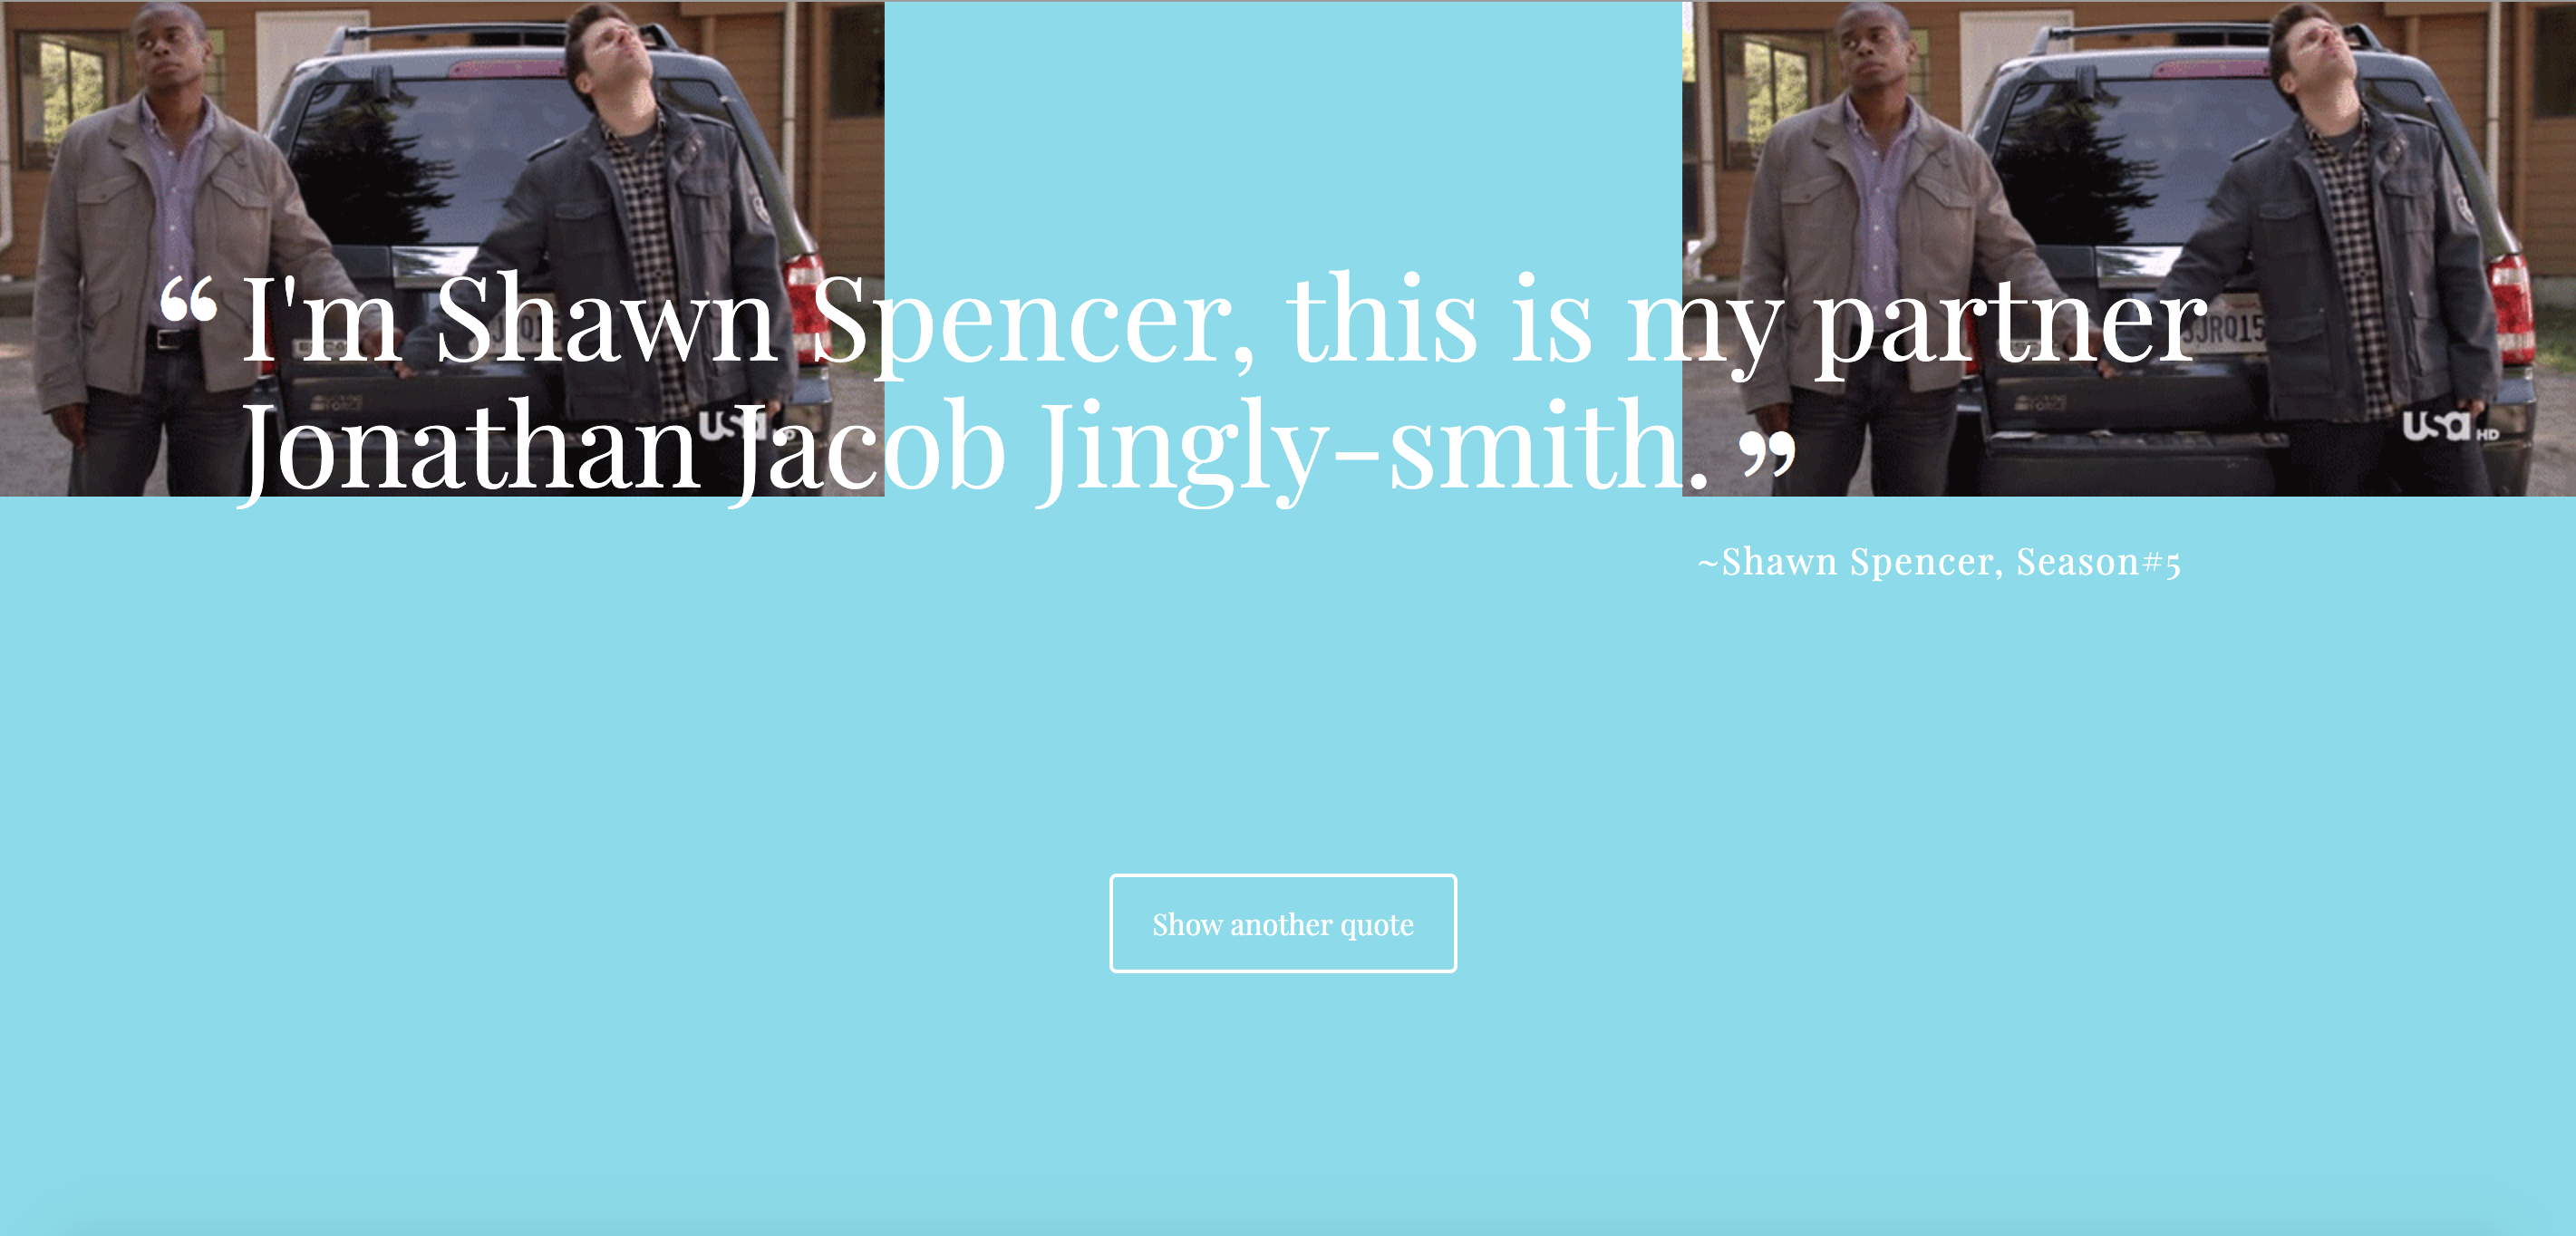 “ I'm Shawn Spencer, this is my partner
Jonathan Jacob Jingly-smith. ”
JJRQ15
usa HD
~Shawn Spencer, Season#5
Show another quote